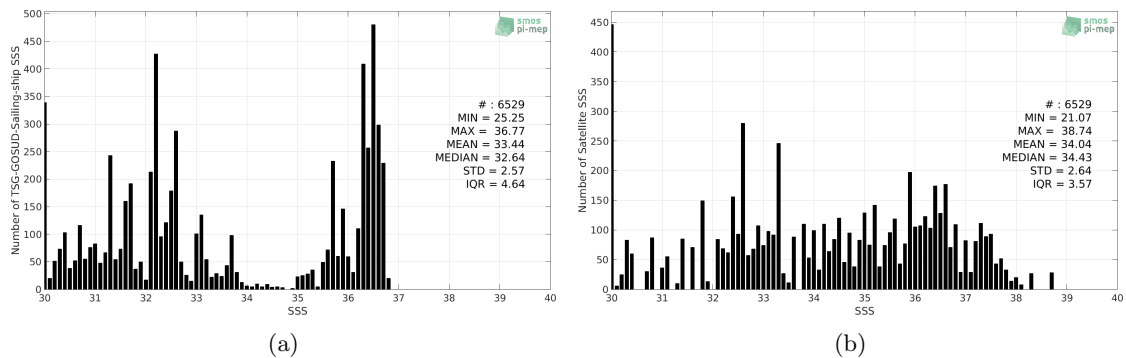 500
450
400
350
300
250
200
150
100
50
0
Number of TSG-GOSUD-Sailing-ship SSS
smos
pi-mep
# : 6529
MIN = 25.25
MAX = 36.77
MEAN = 33.44
MEDIAN = 32.64
STD = 2.57
IQR = 4.64
30 31 32 33 34 35 36 37 38 39 40
SSS
(a)
450
400
350
300
250
200
150
100
50
0
Number of Satellite SSS
smos
pi-mep
# : 6529
MIN = 21.07
MAX = 38.74
MEAN = 34.04
MEDIAN = 34.43
STD = 2.64
IQR = 3.57
30 31 32 33 34 35 36 37 38 39 40
SSS
(b)